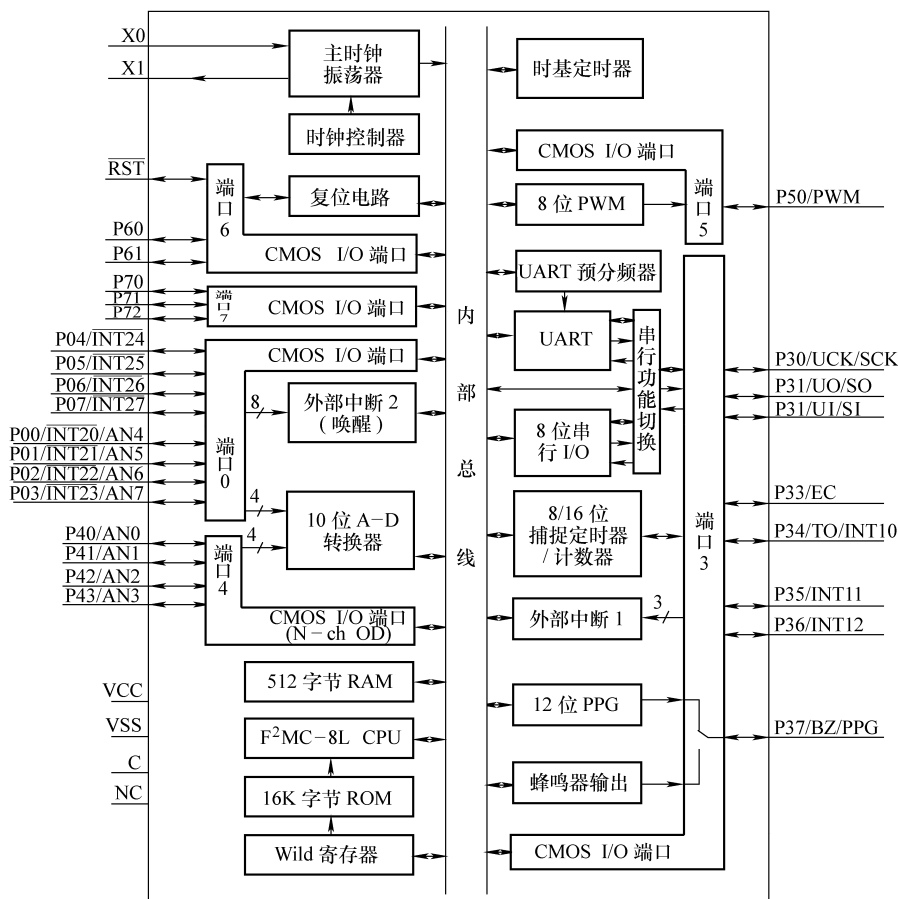 X0
X1
主时钟
振荡器
时钟控制器
RST
端口6
复位电路
P60
P61
CMOS I/O 端口
P70
P71
P72
端口7
CMOS I/O 端口
P04/INT24
P05/INT25
P06/INT26
P07/INT27
P00/INT20/AN4
P01/INT21/AN5
P02/INT22/AN6
P03/INT23/AN7
端口0
CMOS I/O 端口
8
外部中断 2
(唤醒)
4
4
10 位 A-D
转换器
P40/AN0
P41/AN1
P42/AN2
P43/AN3
端口4
CMOS I/O 端口
(N-ch OD)
512 字节 RAM
VCC
VSS
C
NC
F²MC-8L CPU
16K 字节 ROM
Wild 寄存器
内部总线
时基定时器
CMOS I/O 端口
端口5
8 位 PWM
P50/PWM
UART 预分频器
UART
串行功能切换
8 位串
行 I/O
8/16 位
捕捉定时器
/计数器
外部中断 1
3
12 位 PPG
蜂鸣器输出
CMOS I/O 端口
端口3
P30/UCK/SCK
P31/UO/SO
P31/UI/SI
P33/EC
P34/TO/INT10
P35/INT11
P36/INT12
P37/BZ/PPG